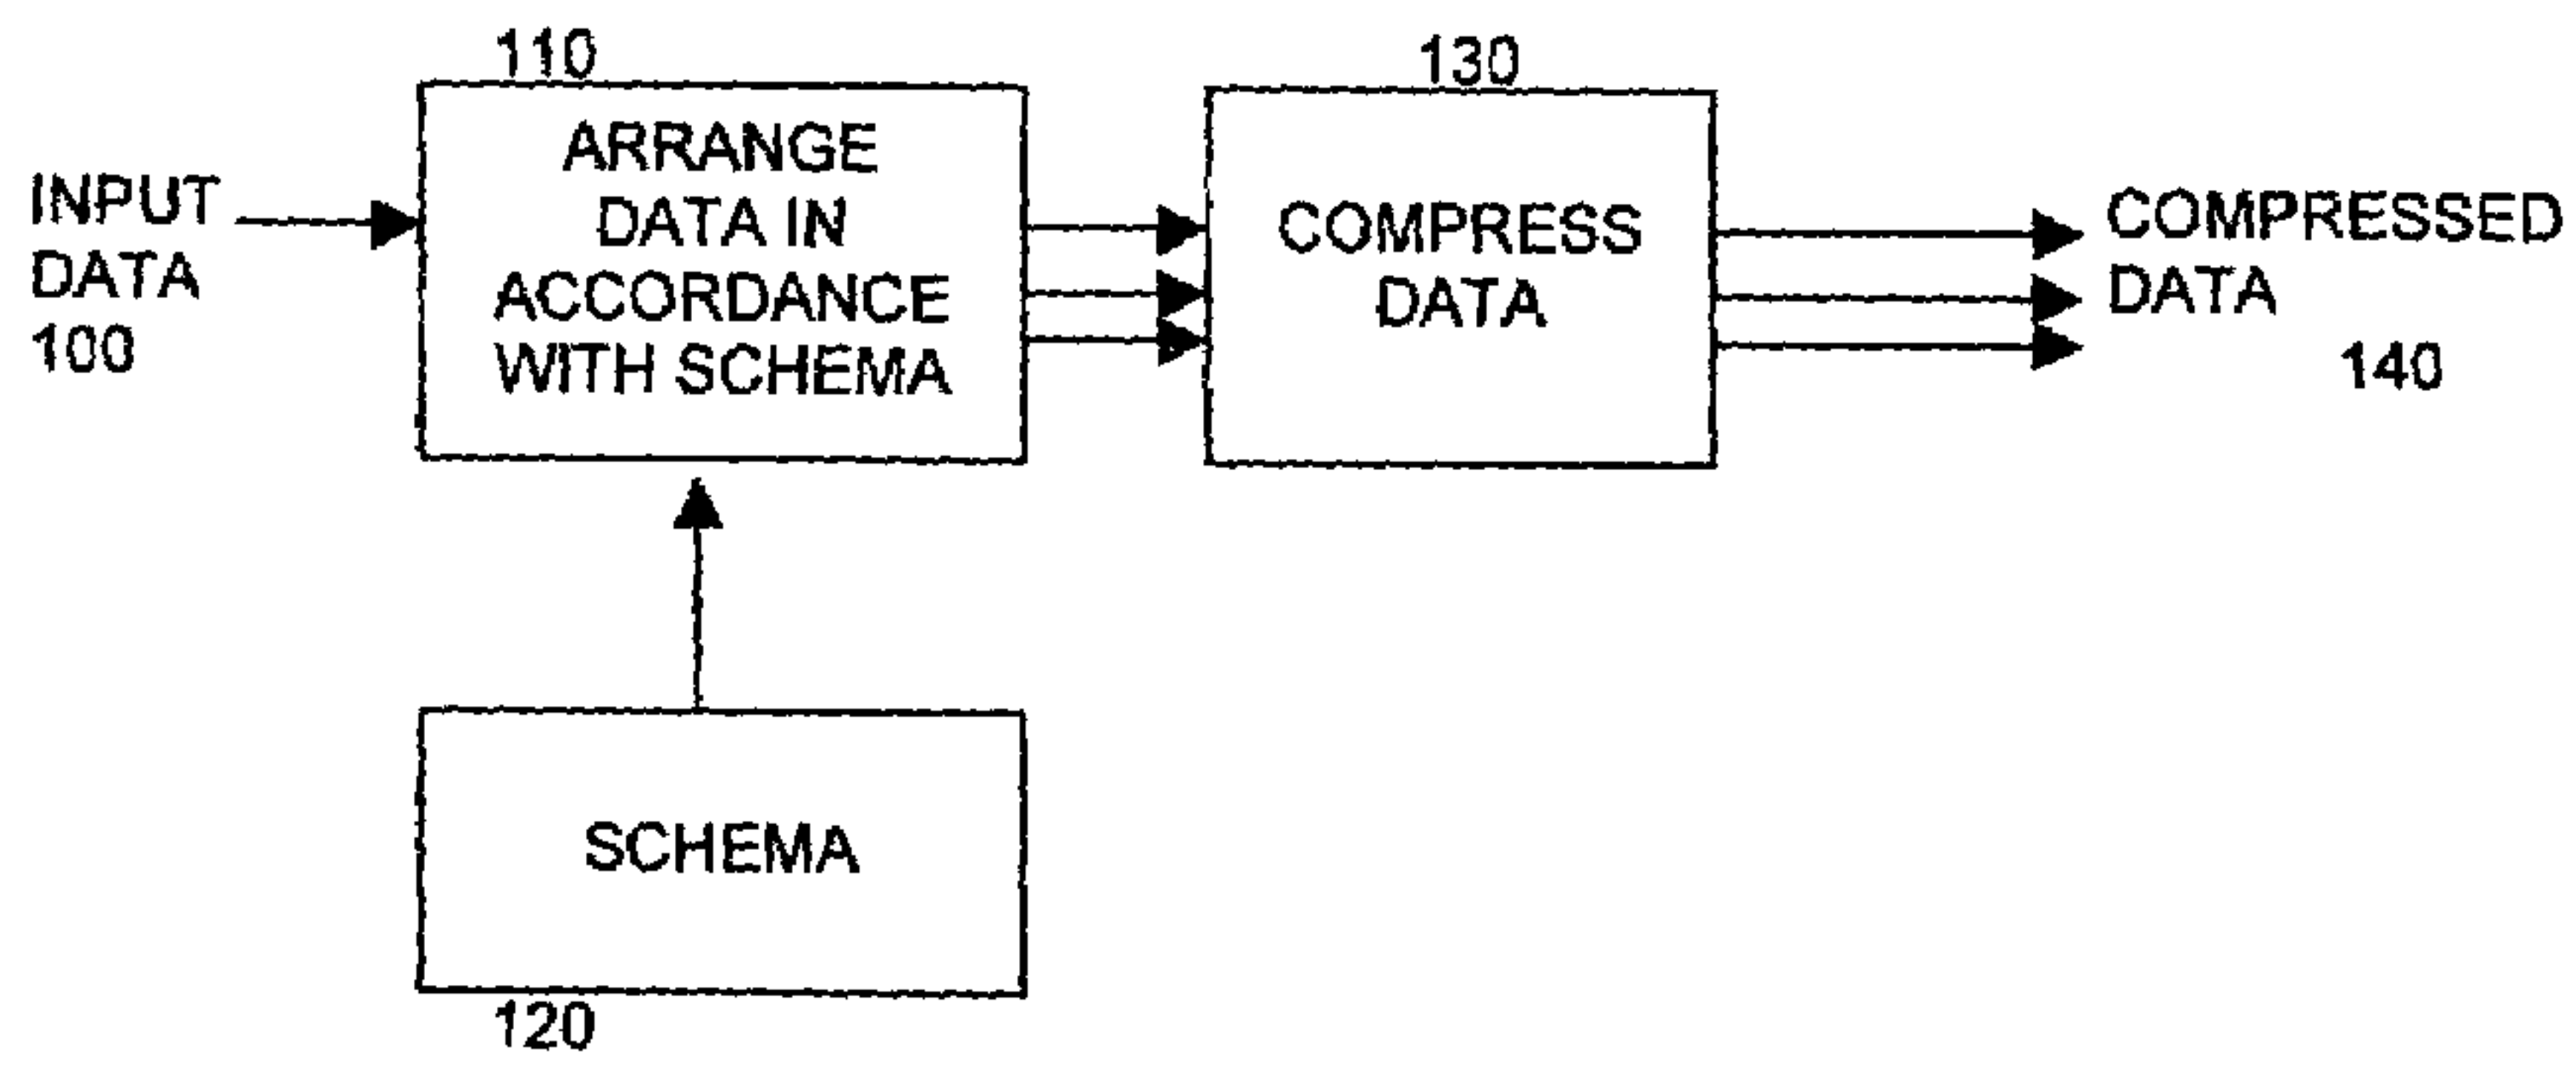 110
130
INPUT
DATA
100
ARRANGE
DATA IN
ACCORDANCE
WITH SCHEMA
COMPRESS
DATA
COMPRESSED
DATA
140
SCHEMA
120